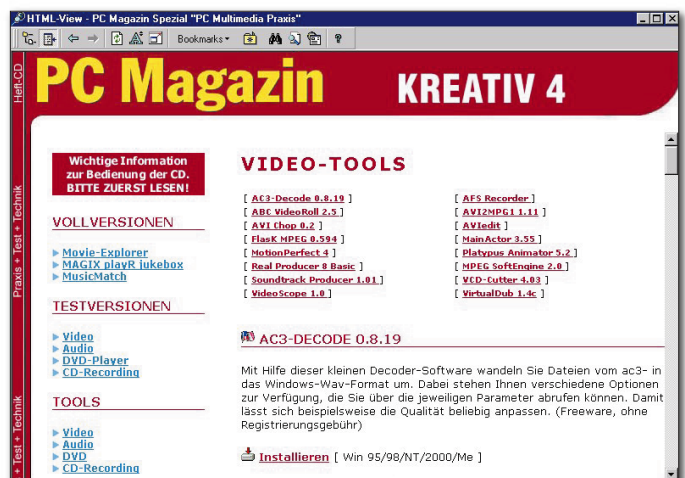 HTML-View - PC Magazin Spezial "PC Multimedia Praxis"
Bookmarks
Heft-CD
PC Magazin KREATIV 4
Praxis + Test + Technik
+ Test + Technik
Wichtige Information
zur Bedienung der CD.
BITTE ZUERST LESEN!
VOLLVERSIONEN
Movie-Explorer
MAGIX playR jukebox
MusicMatch
TESTVERSIONEN
Video
Audio
DVD-Player
CD-Recording
TOOLS
Video
Audio
DVD
CD-Recording
VIDEO-TOOLS
[ AC3-Decode 0.8.19 ] [ AFS Recorder ]
[ ABC VideoRoll 2.5 ] [ AVI2MPG1 1.11 ]
[ AVI Chop 0.2 ] [ AVIedit ]
[ FlasK MPEG 0.594 ] [ MainActor 3.55 ]
[ MotionPerfect 4 ] [ Platypus Animator 5.2 ]
[ Real Producer 8 Basic ] [ MPEG SoftEngine 2.0 ]
[ Soundtrack Producer 1.01 ] [ VCD-Cutter 4.03 ]
[ VideoScope 1.0 ] [ VirtualDub 1.4c ]
AC3-DECODE 0.8.19
Mit Hilfe dieser kleinen Decoder-Software wandeln Sie Dateien vom ac3- in
das Windows-Wav-Format um. Dabei stehen Ihnen verschiedene Optionen
zur Verfügung, die Sie über die jeweiligen Parameter abrufen können. Damit
lässt sich beispielsweise die Qualität beliebig anpassen. (Freeware, ohne
Registrierungsgebühr)
Installieren [ Win 95/98/NT/2000/Me ]